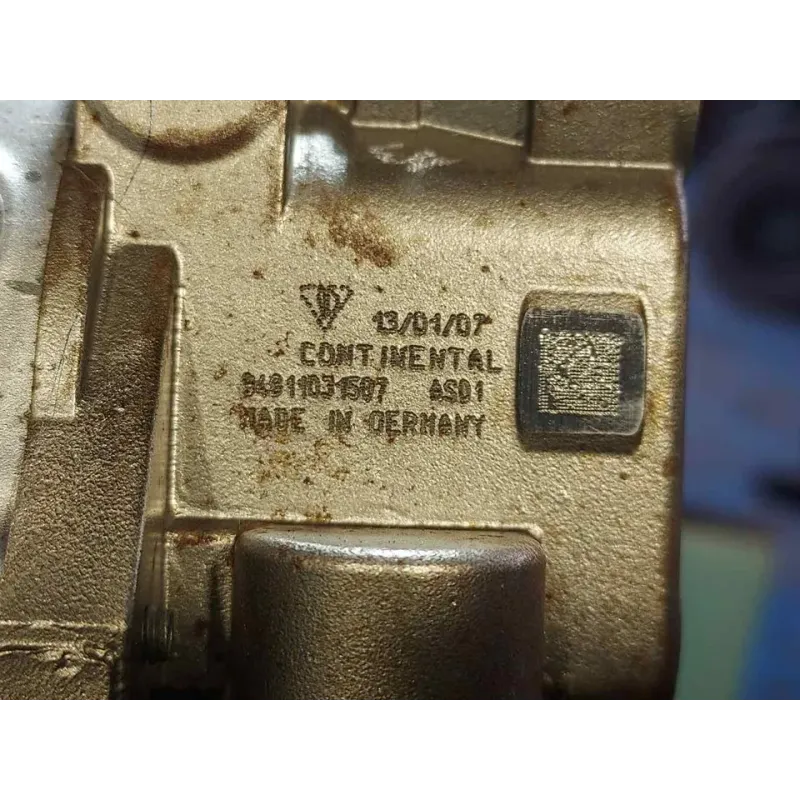 13/01/07
CONTINENTAL
94811031507 AS01
MADE IN GERMANY